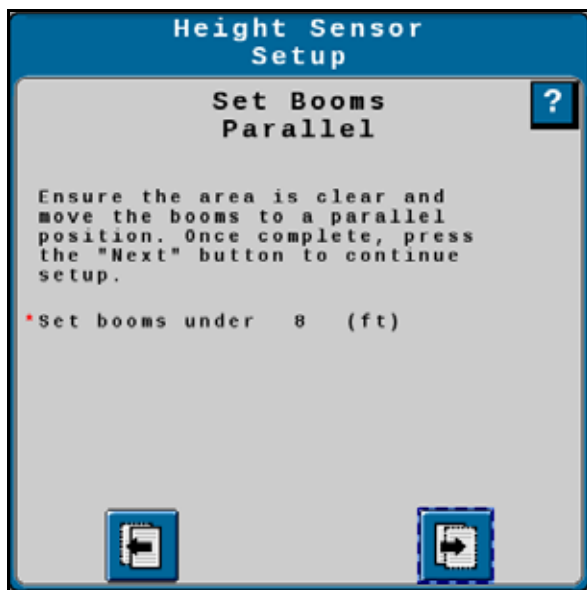 Height Sensor
Setup
Set Booms
Parallel
?
Ensure the area is clear and
move the booms to a parallel
position. Once complete, press
the "Next" button to continue
setup.
*Set booms under 8 (ft)